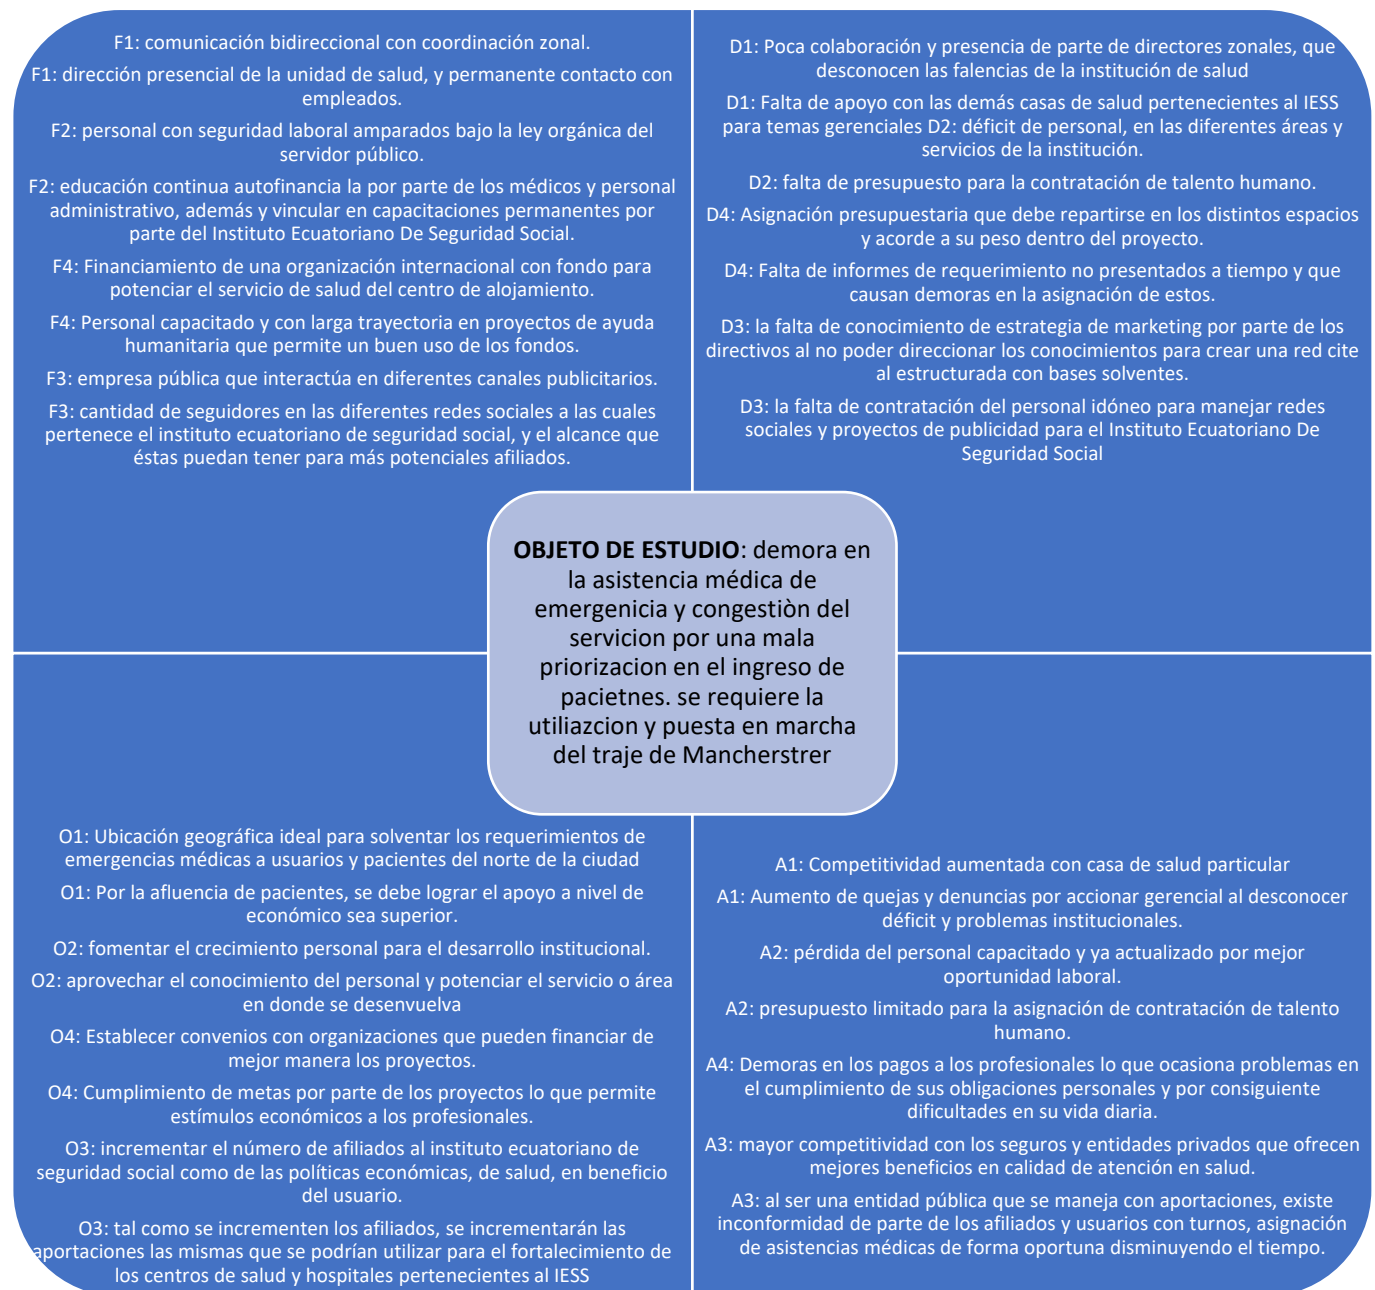 F1: comunicación bidireccional con coordinación zonal.
F1: dirección presencial de la unidad de salud, y permanente contacto con
empleados.
F2: personal con seguridad laboral amparados bajo la ley orgánica del
servidor público.
F2: educación continua autofinancia la por parte de los médicos y personal
administrativo, además y vincular en capacitaciones permanentes por
parte del Instituto Ecuatoriano De Seguridad Social.
F4: Financiamiento de una organización internacional con fondo para
potenciar el servicio de salud del centro de alojamiento.
F4: Personal capacitado y con larga trayectoria en proyectos de ayuda
humanitaria que permite un buen uso de los fondos.
F3: empresa pública que interactúa en diferentes canales publicitarios.
F3: cantidad de seguidores en las diferentes redes sociales a las cuales
pertenece el instituto ecuatoriano de seguridad social, y el alcance que
éstas puedan tener para más potenciales afiliados.
D1: Poca colaboración y presencia de parte de directores zonales, que
desconocen las falencias de la institución de salud
D1: Falta de apoyo con las demás casas de salud pertenecientes al IESS
para temas gerenciales D2: déficit de personal, en las diferentes áreas y
servicios de la institución.
D2: falta de presupuesto para la contratación de talento humano.
D4: Asignación presupuestaria que debe repartirse en los distintos espacios
y acorde a su peso dentro del proyecto.
D4: Falta de informes de requerimiento no presentados a tiempo y que
causan demoras en la asignación de estos.
D3: la falta de conocimiento de estrategia de marketing por parte de los
directivos al no poder direccionar los conocimientos para crear una red cite
al estructurada con bases solventes.
D3: la falta de contratación del personal idóneo para manejar redes
sociales y proyectos de publicidad para el Instituto Ecuatoriano De
Seguridad Social
OBJETO DE ESTUDIO: demora en
la asistencia médica de
emergenicia y congestiòn del
servicion por una mala
priorizacion en el ingreso de
pacietnes. se requiere la
utiliazcion y puesta en marcha
del traje de Mancherstrer
O1: Ubicación geográfica ideal para solventar los requerimientos de
emergencias médicas a usuarios y pacientes del norte de la ciudad
O1: Por la afluencia de pacientes, se debe lograr el apoyo a nivel de
económico sea superior.
O2: fomentar el crecimiento personal para el desarrollo institucional.
O2: aprovechar el conocimiento del personal y potenciar el servicio o área
en donde se desenvuelva
O4: Establecer convenios con organizaciones que pueden financiar de
mejor manera los proyectos.
O4: Cumplimiento de metas por parte de los proyectos lo que permite
estímulos económicos a los profesionales.
O3: incrementar el número de afiliados al instituto ecuatoriano de
seguridad social como de las políticas económicas, de salud, en beneficio
del usuario.
O3: tal como se incrementen los afiliados, se incrementarán las
aportaciones las mismas que se podrían utilizar para el fortalecimiento de
los centros de salud y hospitales pertenecientes al IESS
A1: Competitividad aumentada con casa de salud particular
A1: Aumento de quejas y denuncias por accionar gerencial al desconocer
déficit y problemas institucionales.
A2: pérdida del personal capacitado y ya actualizado por mejor
oportunidad laboral.
A2: presupuesto limitado para la asignación de contratación de talento
humano.
A4: Demoras en los pagos a los profesionales lo que ocasiona problemas en
el cumplimiento de sus obligaciones personales y por consiguiente
dificultades en su vida diaria.
A3: mayor competitividad con los seguros y entidades privados que ofrecen
mejores beneficios en calidad de atención en salud.
A3: al ser una entidad pública que se maneja con aportaciones, existe
inconformidad de parte de los afiliados y usuarios con turnos, asignación
de asistencias médicas de forma oportuna disminuyendo el tiempo.